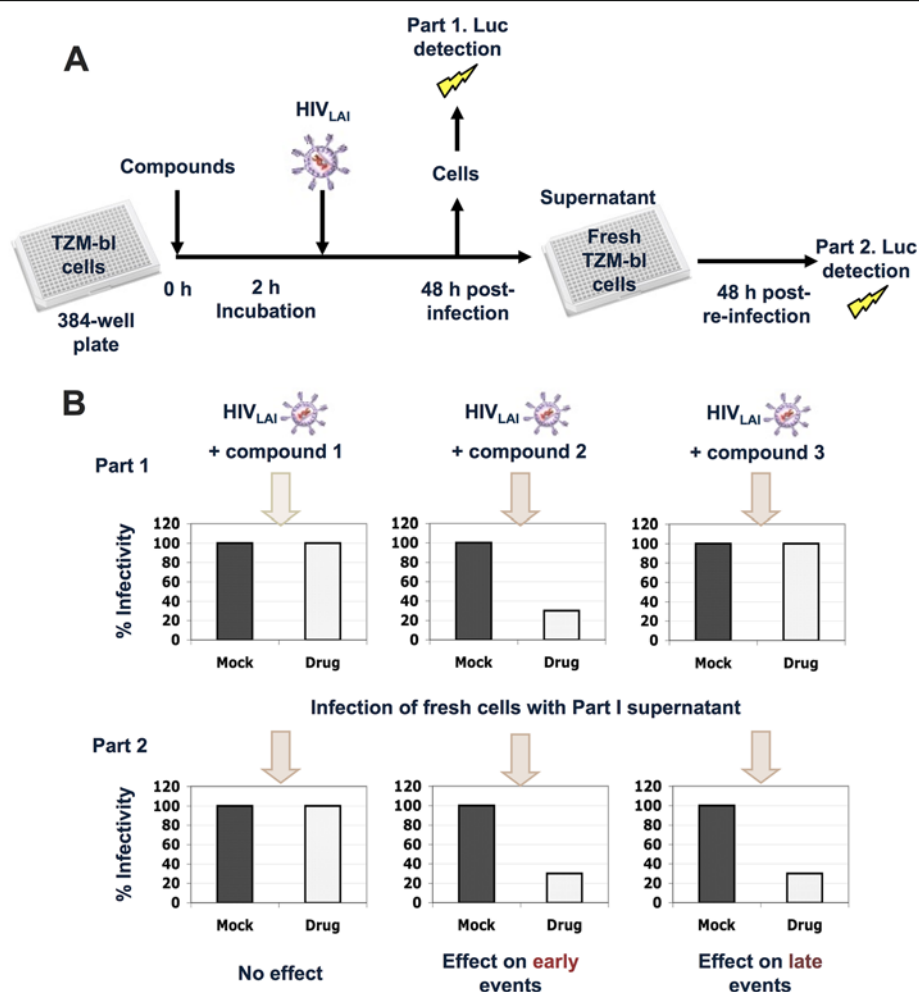 A
Part 1. Luc
detection
HIVLAI
Compounds
Cells
Supernatant
TZM-bl
cells
Fresh
TZM-bl
cells
Part 2. Luc
detection
0 h
2 h
Incubation
48 h post-
infection
48 h post-
re-infection
384-well
plate
B
HIVLAI
+ compound 1
HIVLAI
+ compound 2
HIVLAI
+ compound 3
Part 1
% Infectivity
120
100
80
60
40
20
0
Mock Drug
120
100
80
60
40
20
0
Mock Drug
120
100
80
60
40
20
0
Mock Drug
Infection of fresh cells with Part I supernatant
Part 2
% Infectivity
120
100
80
60
40
20
0
Mock Drug
120
100
80
60
40
20
0
Mock Drug
120
100
80
60
40
20
0
Mock Drug
No effect
Effect on early
events
Effect on late
events